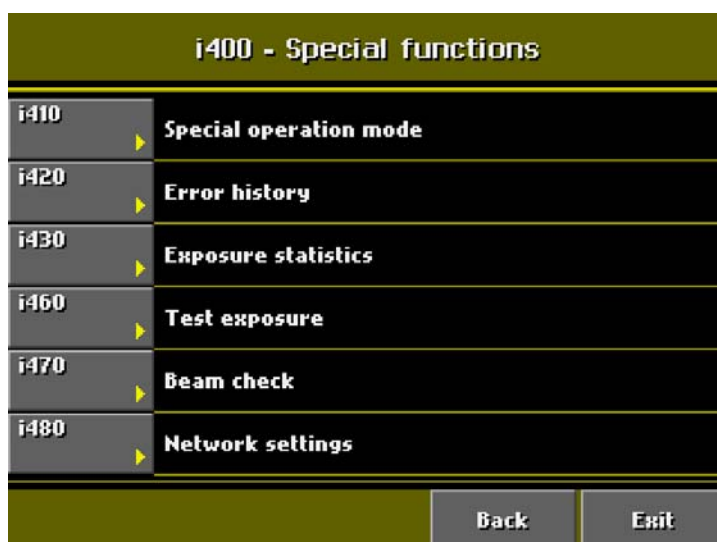 i400 - Special functions
i410
Special operation mode
i420
Error history
i430
Exposure statistics
i460
Test exposure
i470
Beam check
i480
Network settings
Back
Exit